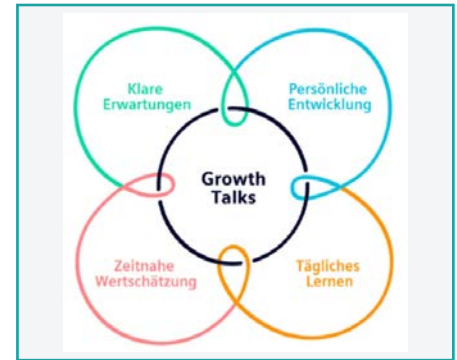 Klare
Erwartungen
Persönliche
Entwicklung
Growth
Talks
Zeitnahe
Wertschätzung
Tägliches
Lernen